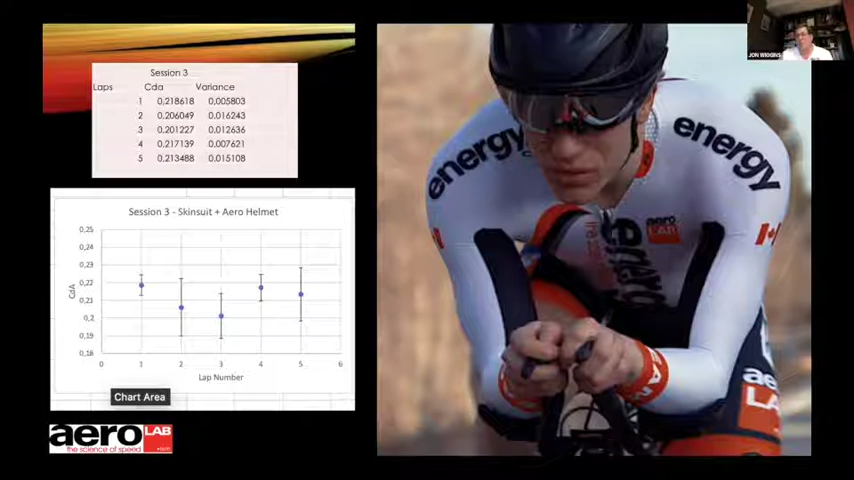 Session 3
Laps Cda Variance
1 0,218618 0,005803
2 0,206049 0,016243
3 0,201227 0,012636
4 0,217139 0,007621
5 0,213488 0,015108
Session 3 - Skinsuit + Aero Helmet
0,25
0,24
0,23
0,22
0,21
0,2
0,19
0,18
CdA
0 1 2 3 4 5 6
Lap Number
Chart Area
aero LAB
the science of speed
energy
energy
aero
LAB
energy
JON WIGGINS